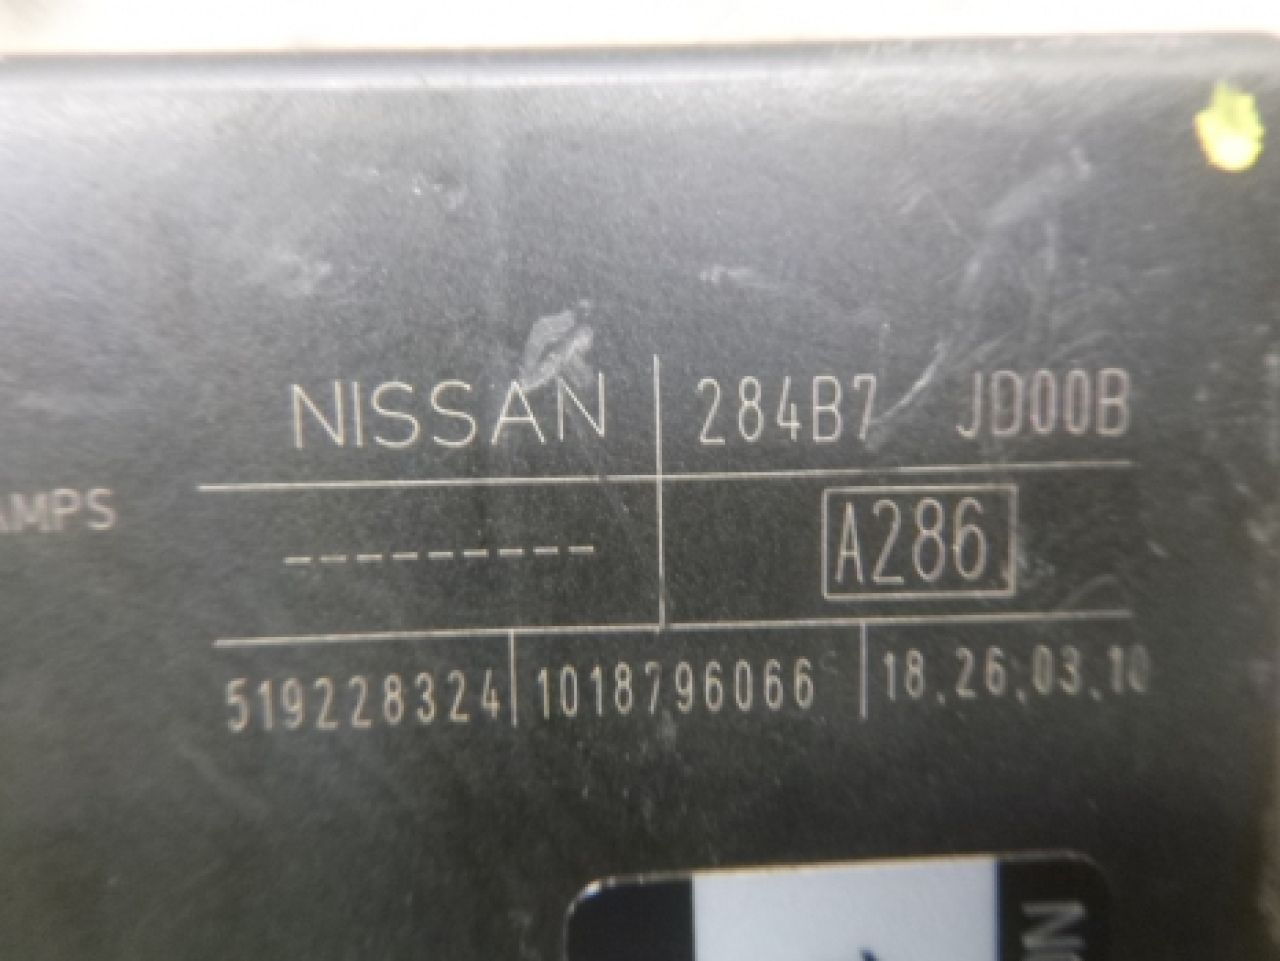 NISSAN 284B7 JD00B
AMPS
--------- A286
519228324 1018796066 18.26.03.10